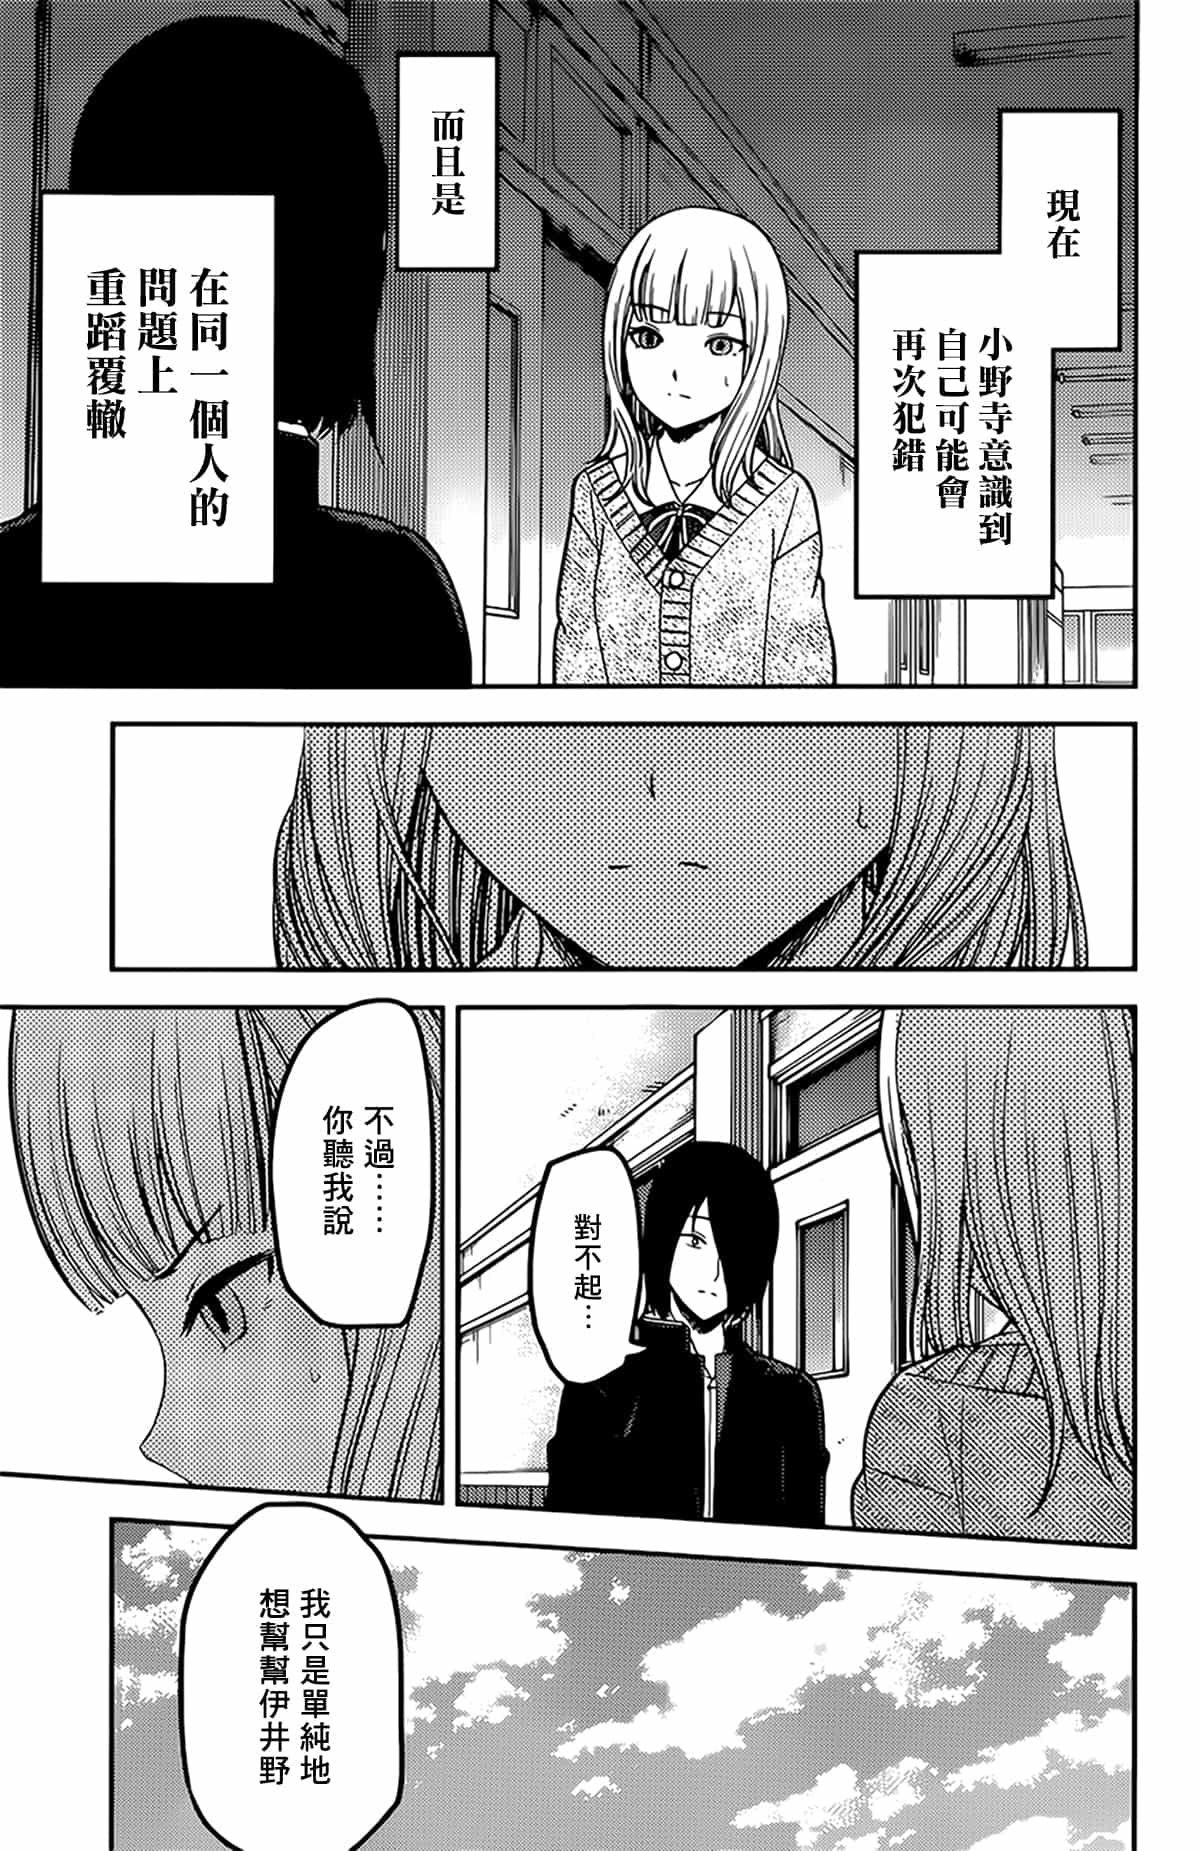 現在
小野寺意識到
自己可能會
再次犯錯
而且是
在同一個人的
問題上
重蹈覆轍
對不起…
不過……
你聽我說
我只是單純地
想幫幫伊井野